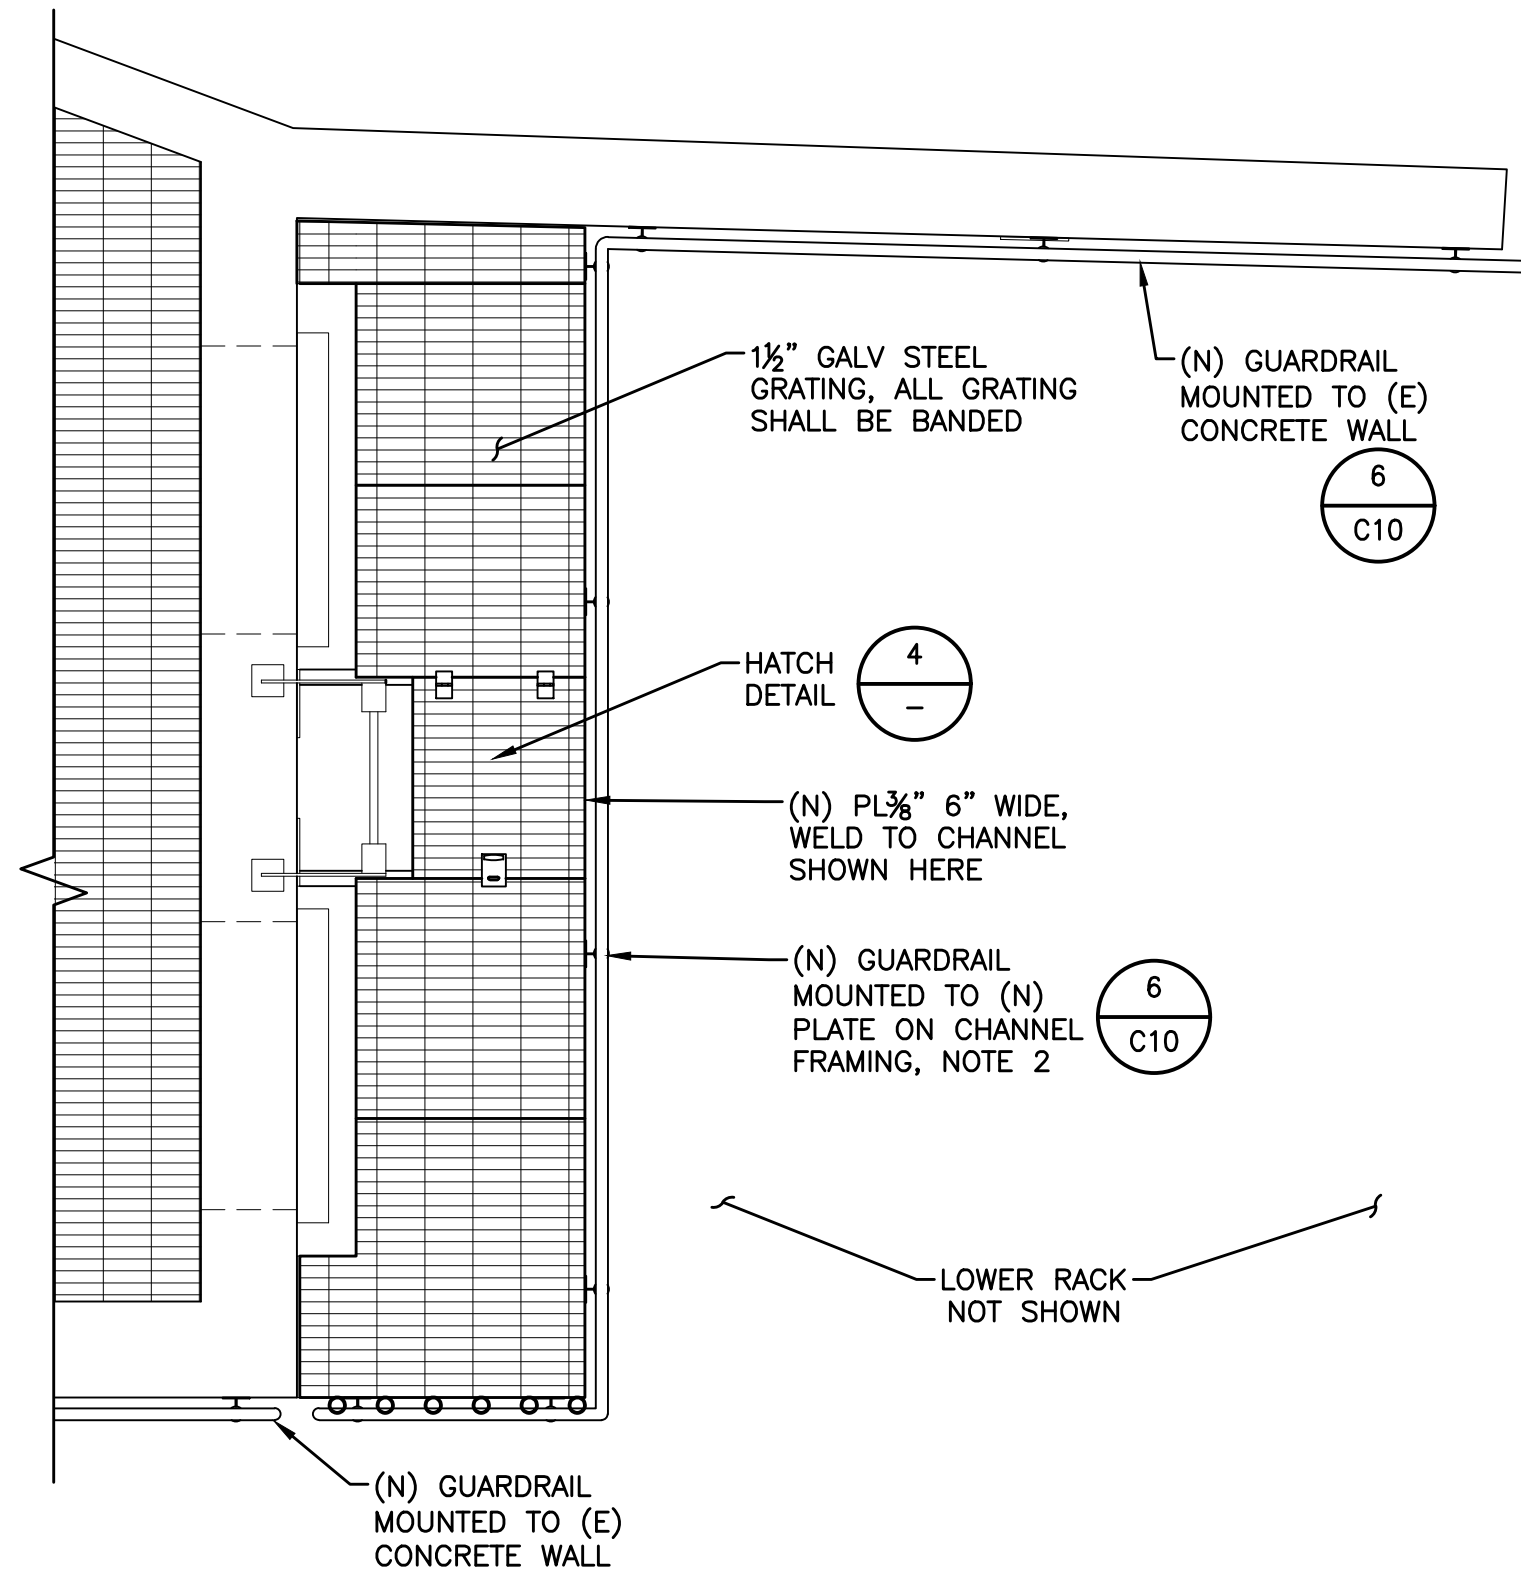 1½” GALV STEEL
GRATING, ALL GRATING
SHALL BE BANDED
(N) GUARDRAIL
MOUNTED TO (E)
CONCRETE WALL
6
C10
HATCH
DETAIL
4
–
(N) PL⅜” 6” WIDE,
WELD TO CHANNEL
SHOWN HERE
(N) GUARDRAIL
MOUNTED TO (N)
PLATE ON CHANNEL
FRAMING, NOTE 2
6
C10
LOWER RACK
NOT SHOWN
(N) GUARDRAIL
MOUNTED TO (E)
CONCRETE WALL